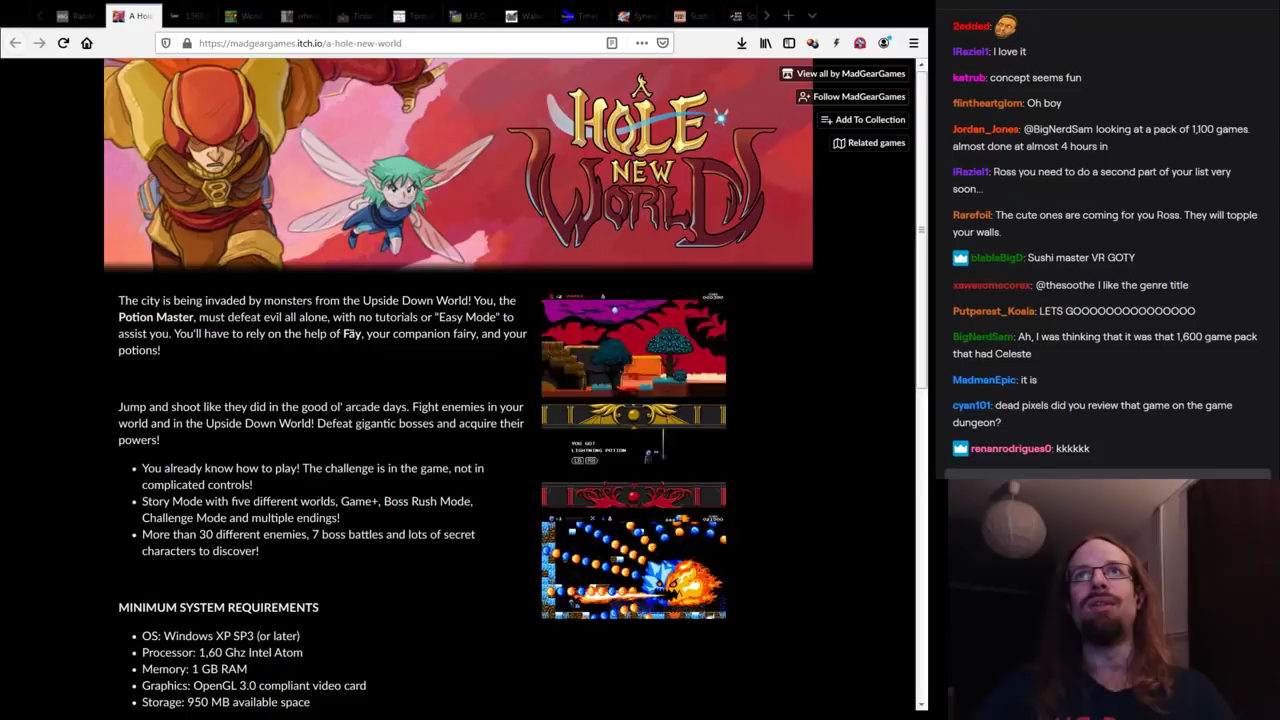 A Hole
https://madgeargames.itch.io/a-hole-new-world
View all by MadGearGames
Follow MadGearGames
Add To Collection
Related games
A
HOLE
NEW
WORLD
The city is being invaded by monsters from the Upside Down World! You, the
Potion Master, must defeat evil all alone, with no tutorials or "Easy Mode" to
assist you. You'll have to rely on the help of Fäy, your companion fairy, and your
potions!
Jump and shoot like they did in the good ol' arcade days. Fight enemies in your
world and in the Upside Down World! Defeat gigantic bosses and acquire their
powers!
You already know how to play! The challenge is in the game, not in
complicated controls!
Story Mode with five different worlds, Game+, Boss Rush Mode,
Challenge Mode and multiple endings!
More than 30 different enemies, 7 boss battles and lots of secret
characters to discover!
MINIMUM SYSTEM REQUIREMENTS
OS: Windows XP SP3 (or later)
Processor: 1,60 Ghz Intel Atom
Memory: 1 GB RAM
Graphics: OpenGL 3.0 compliant video card
Storage: 950 MB available space
YOU GOT
LIGHTNING POTION
2edded:
IRaziel1: I love it
katrub: concept seems fun
flintheartglom: Oh boy
Jordan_Jones: @BigNerdSam looking at a pack of 1,100 games.
almost done at almost 4 hours in
IRaziel1: Ross you need to do a second part of your list very
soon...
Rarefoil: The cute ones are coming for you Ross. They will topple
your walls.
blablaBigD: Sushi master VR GOTY
xawesomecorex: @thesoothe I like the genre title
Putperest_Koala: LETS GOOOOOOOOOOOOOO
BigNerdSam: Ah, I was thinking that it was that 1,600 game pack
that had Celeste
MadmanEpic: it is
cyan101: dead pixels did you review that game on the game
dungeon?
renanrodrigues0: kkkkkk